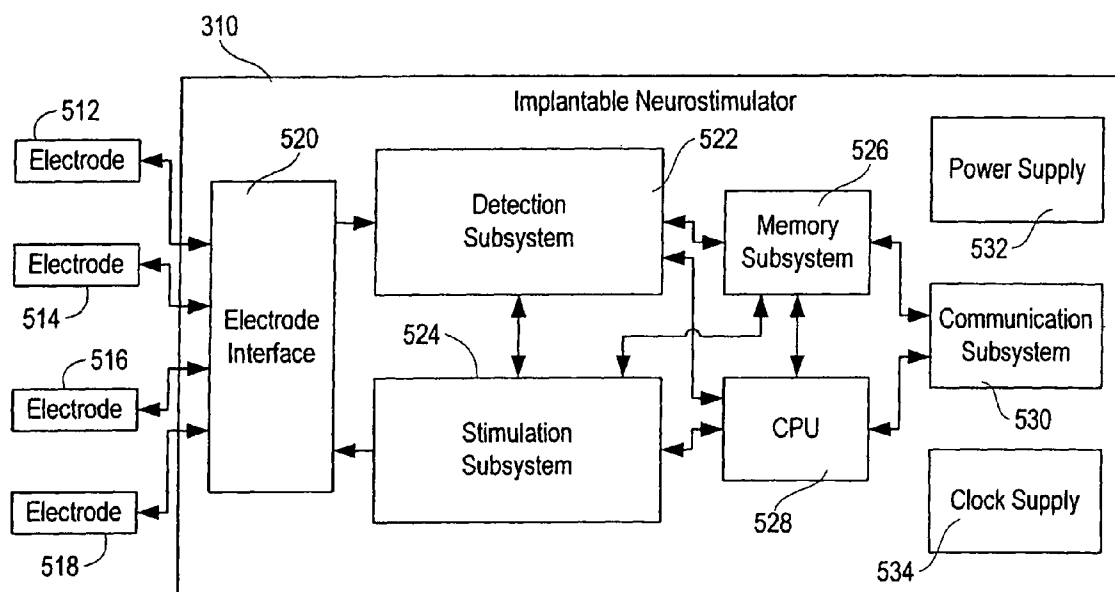 310
Implantable Neurostimulator
512
Electrode
520
522
526
Power Supply
532
Detection
Subsystem
Memory
Subsystem
Electrode
514
Electrode
Interface
524
Communication
Subsystem
530
516
Electrode
Stimulation
Subsystem
CPU
528
Electrode
518
Clock Supply
534